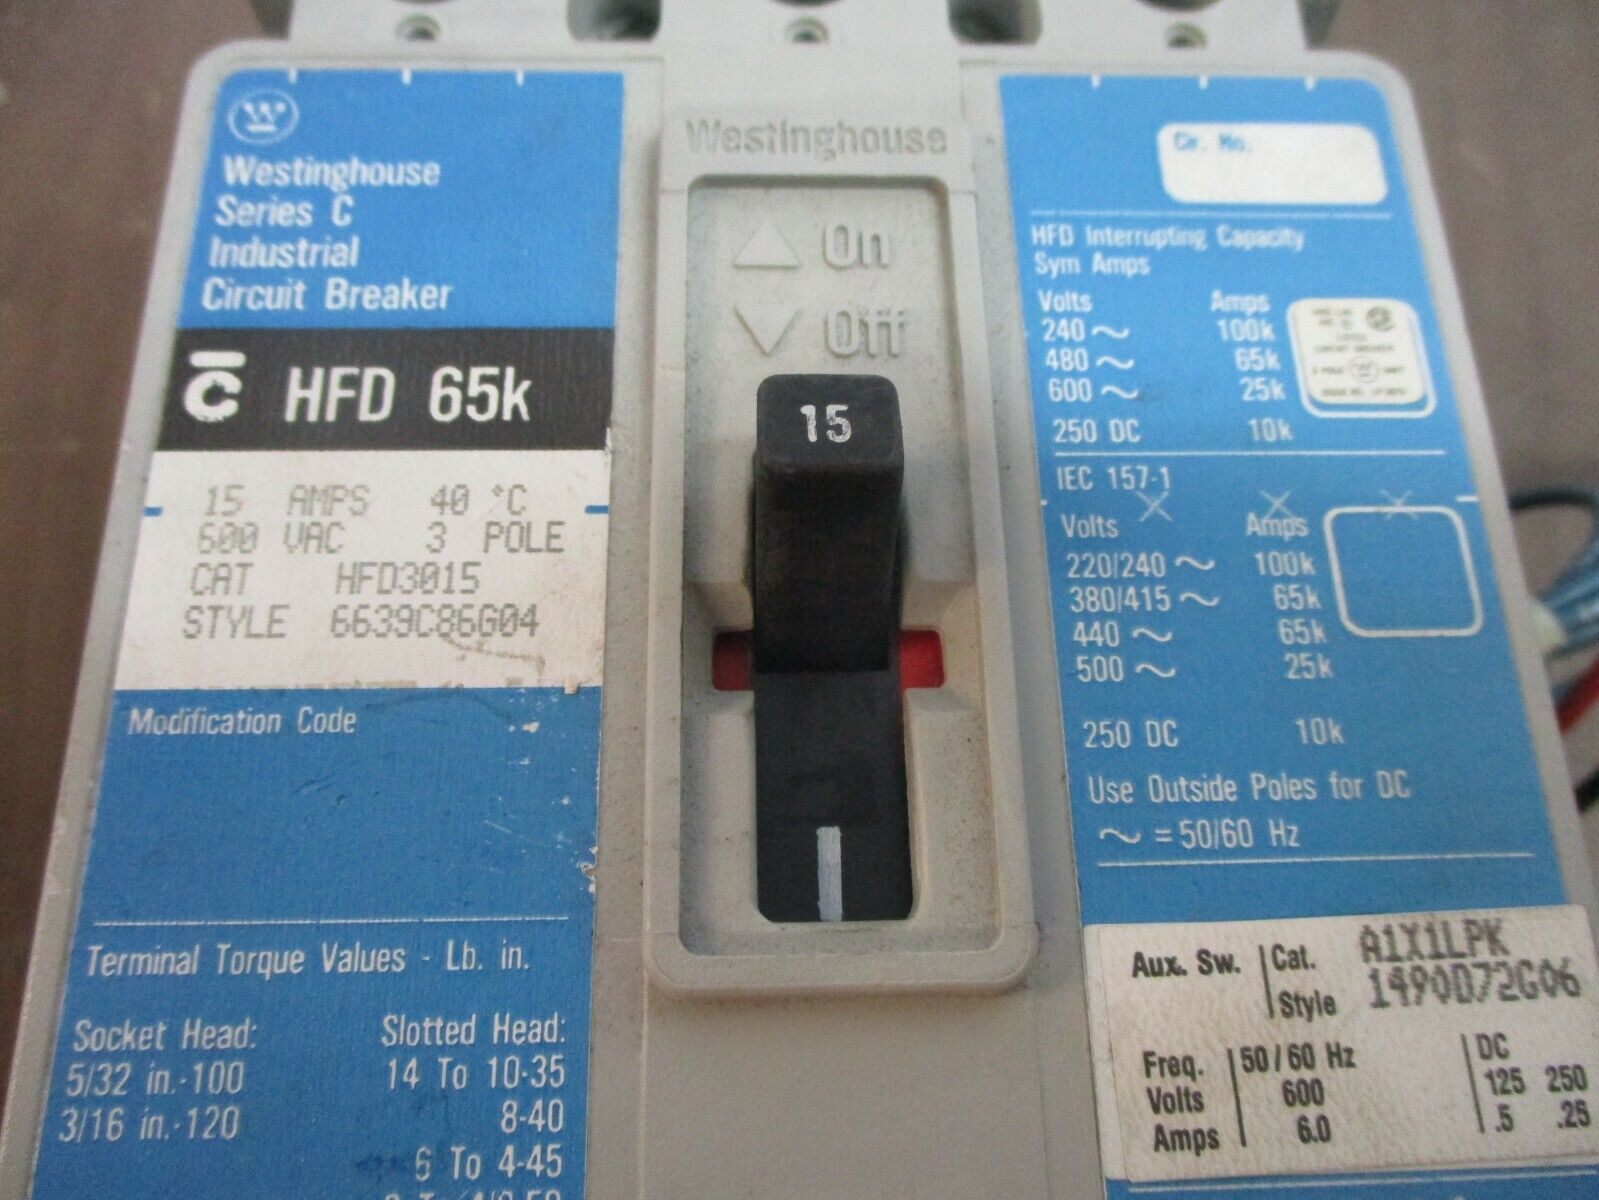 W
Westinghouse
Series C
Industrial
Circuit Breaker
C HFD 65k
15 AMPS 40 °C
600 VAC 3 POLE
CAT HFD3015
STYLE 6639C86G04
Modification Code
Terminal Torque Values - Lb. in.
Socket Head:
5/32 in.-100
3/16 in.-120
Slotted Head:
14 To 10-35
8-40
6 To 4-45
Westinghouse
On
Off
15
Cir. No.
HFD Interrupting Capacity
Sym Amps
Volts Amps
240 ~ 100k
480 ~ 65k
600 ~ 25k
250 DC 10k
CIRCUIT BREAKER
IEC 157-1
Volts Amps
220/240 ~ 100k
380/415 ~ 65k
440 ~ 65k
500 ~ 25k
250 DC 10k
Use Outside Poles for DC
~ = 50/60 Hz
Aux. Sw. Cat. A1X1LPK
Style 1490D72G06
Freq. 50/60 Hz DC
Volts 600 125 250
Amps 6.0 .5 .25